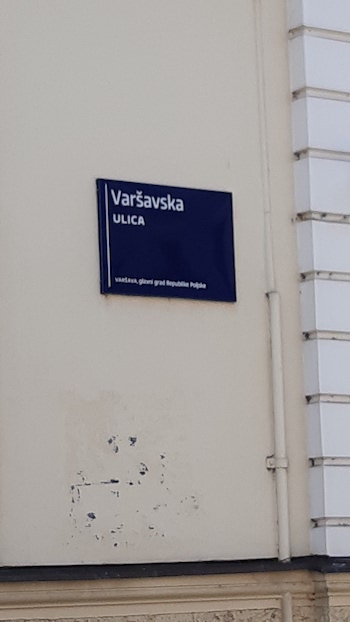 Varšavska
ULICA
VARŠAVA, glavni grad Republike Poljske